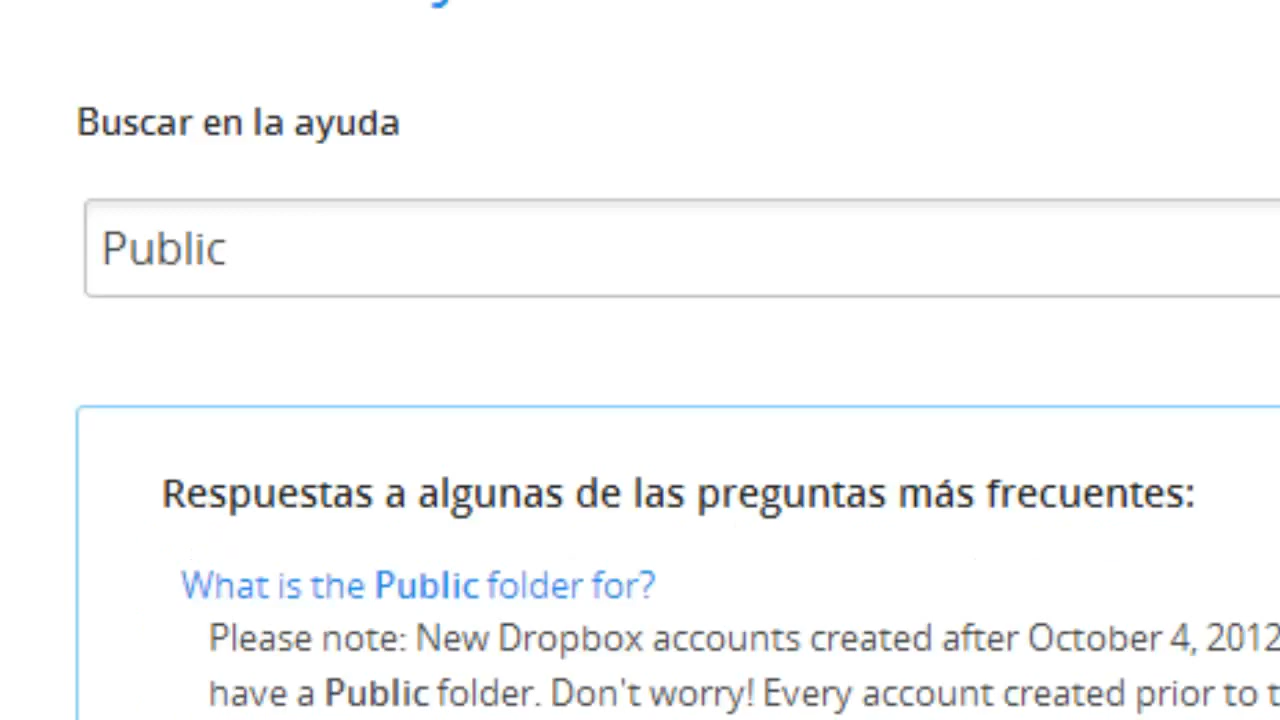 Buscar en la ayuda
Public
Respuestas a algunas de las preguntas más frecuentes:
What is the Public folder for?
Please note: New Dropbox accounts created after October 4, 2012
have a Public folder. Don't worry! Every account created prior to